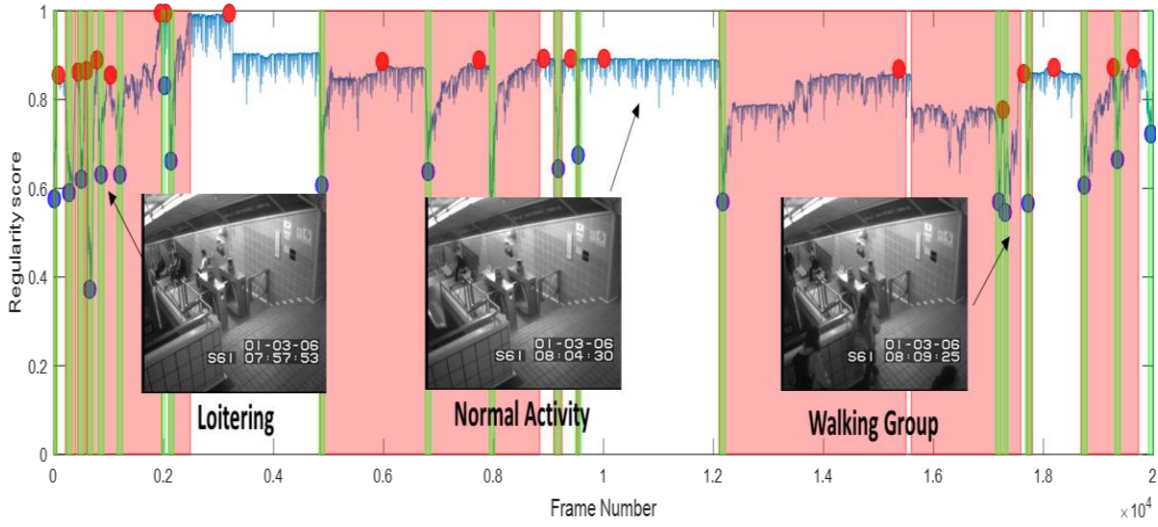 1
0.8
0.6
0.4
0.2
0
Regularity score
01-03-06
S61 07:57:53
Loitering
01-03-06
S61 08:04:30
Normal Activity
01-03-06
S61 08:09:25
Walking Group
0 0.2 0.4 0.6 0.8 1 1.2 1.4 1.6 1.8 2
Frame Number
× 10⁴